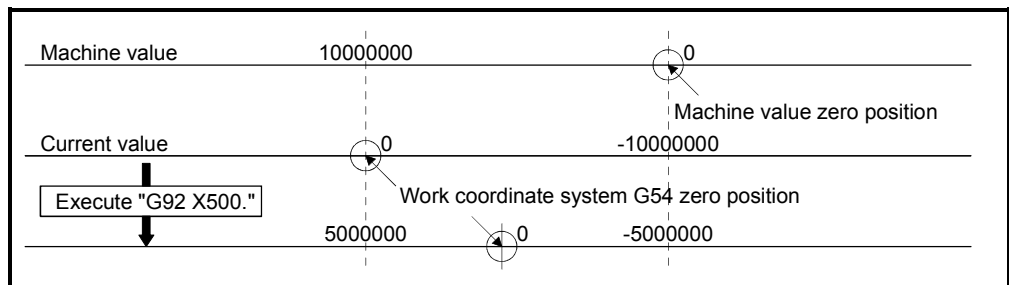 Machine value 10000000 0
Machine value zero position
Current value 0 -10000000
Execute "G92 X500."
Work coordinate system G54 zero position
5000000 0 -5000000